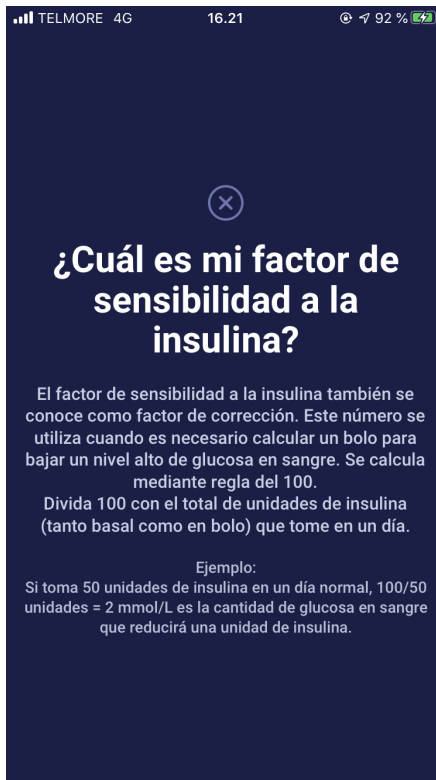 TELMORE 4G 16.21 92 %
¿Cuál es mi factor de
sensibilidad a la
insulina?
El factor de sensibilidad a la insulina también se
conoce como factor de corrección. Este número se
utiliza cuando es necesario calcular un bolo para
bajar un nivel alto de glucosa en sangre. Se calcula
mediante regla del 100.
Divida 100 con el total de unidades de insulina
(tanto basal como en bolo) que tome en un día.
Ejemplo:
Si toma 50 unidades de insulina en un día normal, 100/50
unidades = 2 mmol/L es la cantidad de glucosa en sangre
que reducirá una unidad de insulina.